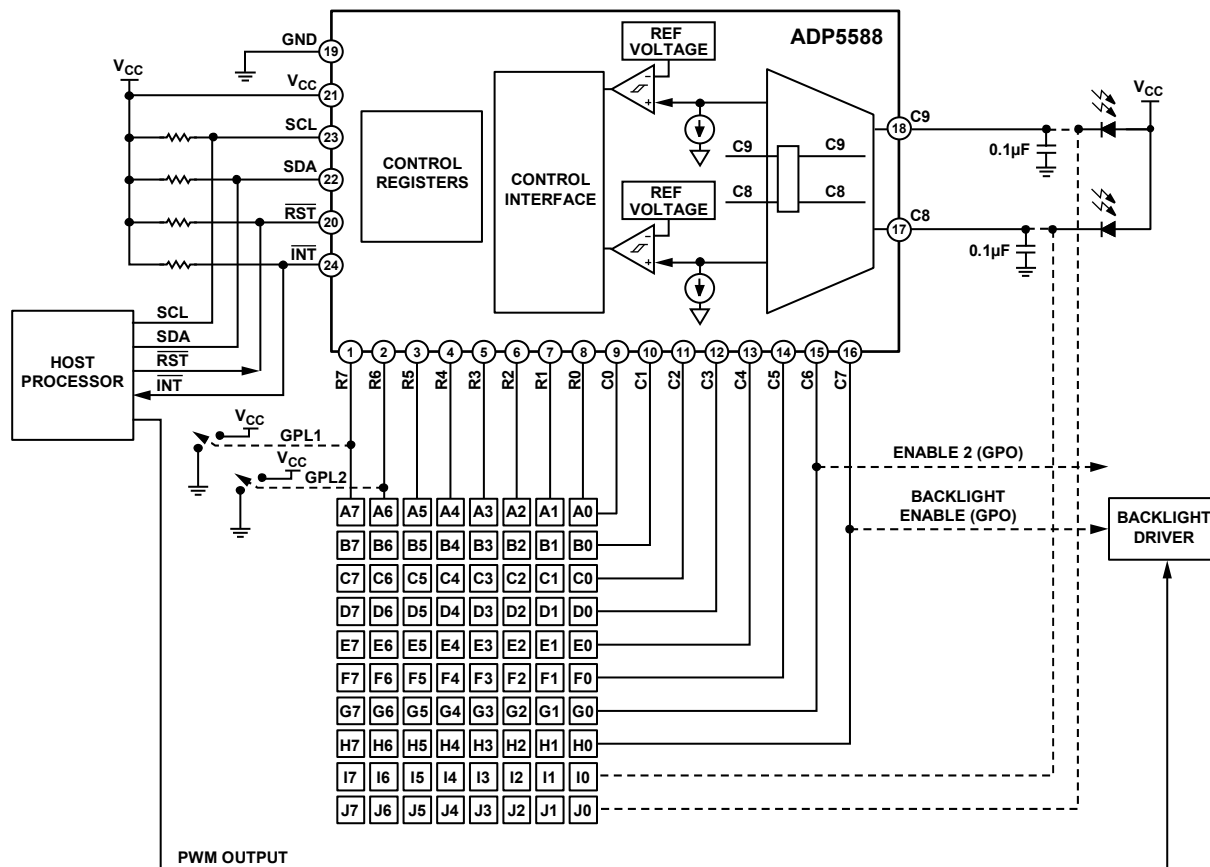 ADP5588
GND
19
REF
VOLTAGE
VCC
VCC
21
VCC
SCL
23
C9
18
SDA
22
CONTROL
REGISTERS
CONTROL
INTERFACE
C9
C9
0.1µF
C8
C8
RST
20
REF
VOLTAGE
C8
17
INT
24
0.1µF
SCL
SDA
HOST
PROCESSOR
RST
INT
1 2 3 4 5 6 7 8 9 10 11 12 13 14 15 16
R7 R6 R5 R4 R3 R2 R1 R0 C0 C1 C2 C3 C4 C5 C6 C7
VCC
GPL1
VCC
GPL2
ENABLE 2 (GPO)
BACKLIGHT
ENABLE (GPO)
BACKLIGHT
DRIVER
A7 A6 A5 A4 A3 A2 A1 A0
B7 B6 B5 B4 B3 B2 B1 B0
C7 C6 C5 C4 C3 C2 C1 C0
D7 D6 D5 D4 D3 D2 D1 D0
E7 E6 E5 E4 E3 E2 E1 E0
F7 F6 F5 F4 F3 F2 F1 F0
G7 G6 G5 G4 G3 G2 G1 G0
H7 H6 H5 H4 H3 H2 H1 H0
I7 I6 I5 I4 I3 I2 I1 I0
J7 J6 J5 J4 J3 J2 J1 J0
PWM OUTPUT